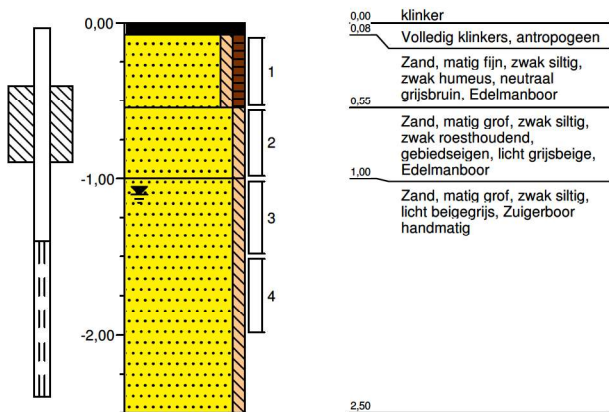 0,00
-1,00
-2,00
1
2
3
4
0,00 klinker
0,08
Volledig klinkers, antropogeen
Zand, matig fijn, zwak siltig,
zwak humeus, neutraal
grijsbruin, Edelmanboor
0,55
Zand, matig grof, zwak siltig,
zwak roesthoudend,
gebiedseigen, licht grijsbeige,
Edelmanboor
1,00
Zand, matig grof, zwak siltig,
licht beigegrijs, Zuigerboor
handmatig
2,50